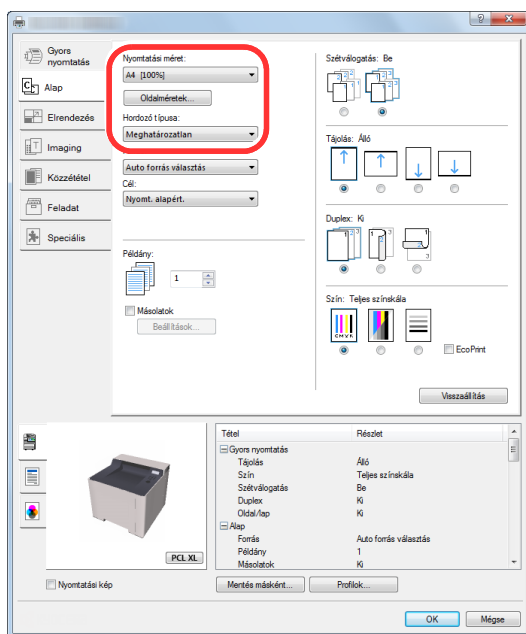 Gyors
nyomtatás
Alap
Elrendezés
Imaging
Közzététel
Feladat
Speciális
Nyomtatási méret:
A4 [100%]
Oldalméretek...
Hordozó típusa:
Meghatározatlan
Auto forrás választás
Cél:
Nyomt. alapért.
Példány:
1
Másolatok
Beállítások...
Szétválogatás: Be
Tájolás: Álló
Duplex: Ki
Szín: Teljes színskála
CMYK
EcoPrint
Visszaállítás
PCL XL
Nyomtatási kép
Tétel Részlet
Gyors nyomtatás
Tájolás Álló
Szín Teljes színskála
Szétválogatás Be
Duplex Ki
Oldal/lap Ki
Alap
Forrás Auto forrás választás
Példány 1
Másolatok Ki
Mentés másként... Profilok...
OK Mégse